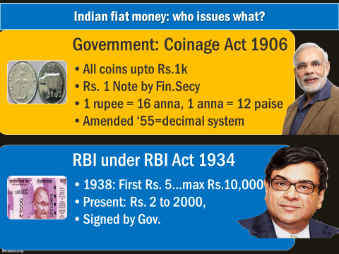 Indian fiat money: who issues what?
Government: Coinage Act 1906
• All coins upto Rs.1k
• Rs. 1 Note by Fin.Secy
• 1 rupee = 16 anna, 1 anna = 12 paise
• Amended ‘55=decimal system
RBI under RBI Act 1934
• 1938: First Rs. 5...max Rs.10,000
• Present: Rs. 2 to 2000,
• Signed by Gov.